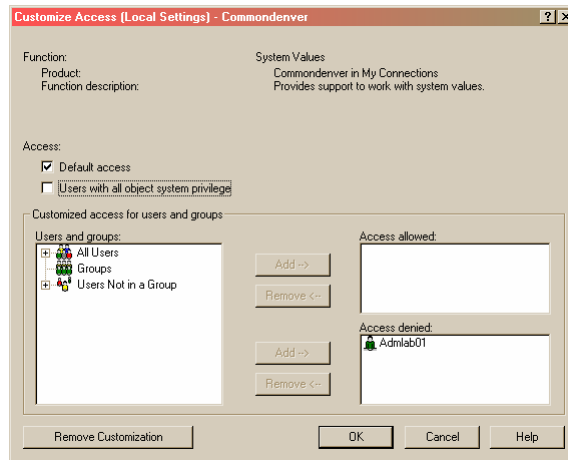 Customize Access (Local Settings) - Commondenver
Function: System Values
Product: Commondenver in My Connections
Function description: Provides support to work with system values.
Access:
Default access
Users with all object system privilege
Customized access for users and groups
Users and groups:
All Users
Groups
Users Not in a Group
Add -->
Remove <--
Access allowed:
Add -->
Remove <--
Access denied:
Admlab01
Remove Customization
OK
Cancel
Help